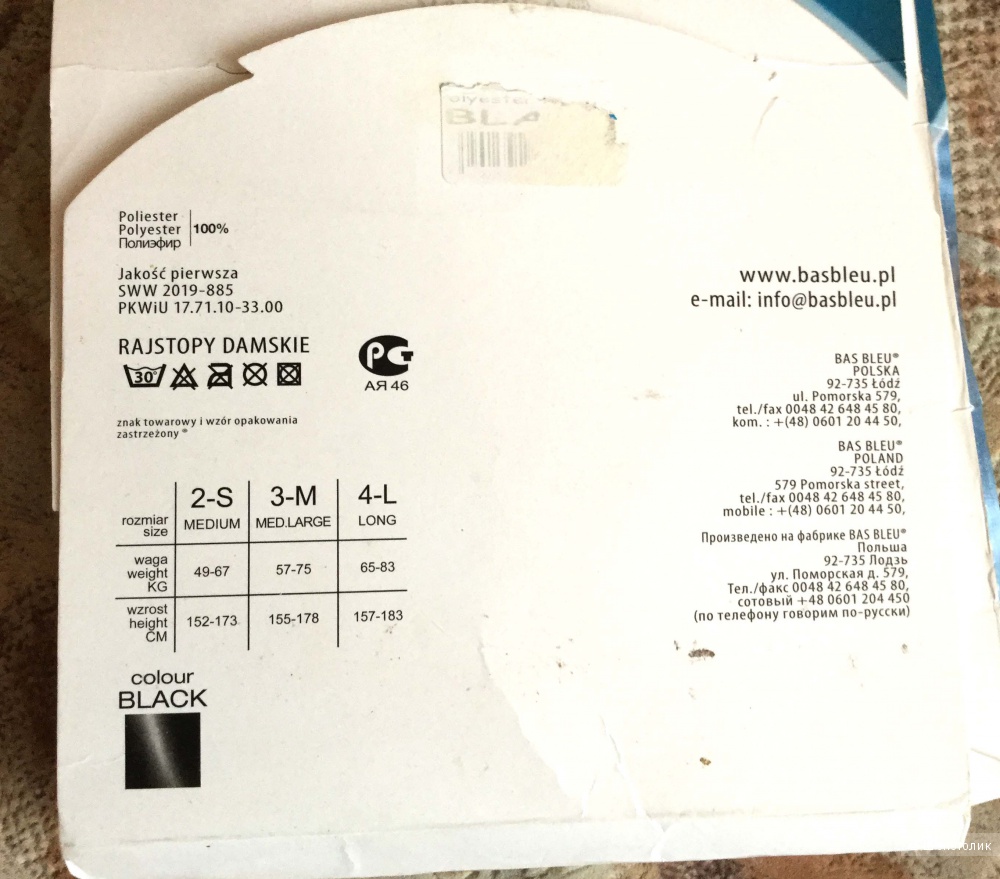 BLA
Poliester
Polyester 100%
Полиэфир
Jakość pierwsza
SWW 2019-885
PKWiU 17.71.10-33.00
RAJSTOPY DAMSKIE
30°
АЯ 46
znak towarowy i wzór opakowania
zastrzeżony ®
rozmiar size 2-S MEDIUM 3-M MED.LARGE 4-L LONG
waga weight KG 49-67 57-75 65-83
wzrost height CM 152-173 155-178 157-183
colour
BLACK
www.basbleu.pl
e-mail: info@basbleu.pl
BAS BLEU®
POLSKA
92-735 Łódź
ul. Pomorska 579,
tel./fax 0048 42 648 45 80,
kom. : +(48) 0601 20 44 50,
BAS BLEU®
POLAND
92-735 Łódź
579 Pomorska street,
tel./fax 0048 42 648 45 80,
mobile : +(48) 0601 20 44 50,
Произведено на фабрике BAS BLEU®
Польша
92-735 Лодзь
ул. Поморская д. 579,
Тел./факс 0048 42 648 45 80,
сотовый +48 0601 204 450
(по телефону говорим по-русски)